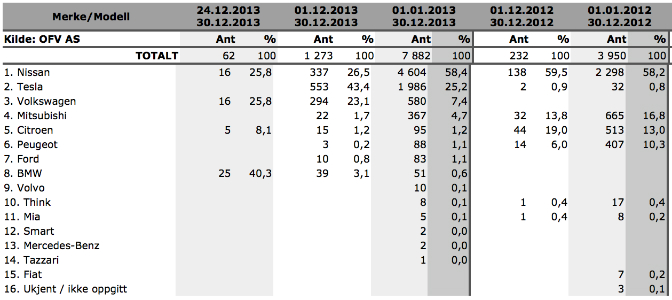 Merke/Modell 24.12.2013 01.12.2013 01.01.2013 01.12.2012 01.01.2012
30.12.2013 30.12.2013 30.12.2013 30.12.2012 30.12.2012
Kilde: OFV AS Ant % Ant % Ant % Ant % Ant %
TOTALT 62 100 1 273 100 7 882 100 232 100 3 950 100
1. Nissan 16 25,8 337 26,5 4 604 58,4 138 59,5 2 298 58,2
2. Tesla 553 43,4 1 986 25,2 2 0,9 32 0,8
3. Volkswagen 16 25,8 294 23,1 580 7,4
4. Mitsubishi 22 1,7 367 4,7 32 13,8 665 16,8
5. Citroen 5 8,1 15 1,2 95 1,2 44 19,0 513 13,0
6. Peugeot 3 0,2 88 1,1 14 6,0 407 10,3
7. Ford 10 0,8 83 1,1
8. BMW 25 40,3 39 3,1 51 0,6
9. Volvo 10 0,1
10. Think 8 0,1 1 0,4 17 0,4
11. Mia 5 0,1 1 0,4 8 0,2
12. Smart 2 0,0
13. Mercedes-Benz 2 0,0
14. Tazzari 1 0,0
15. Fiat 7 0,2
16. Ukjent / ikke oppgitt 3 0,1